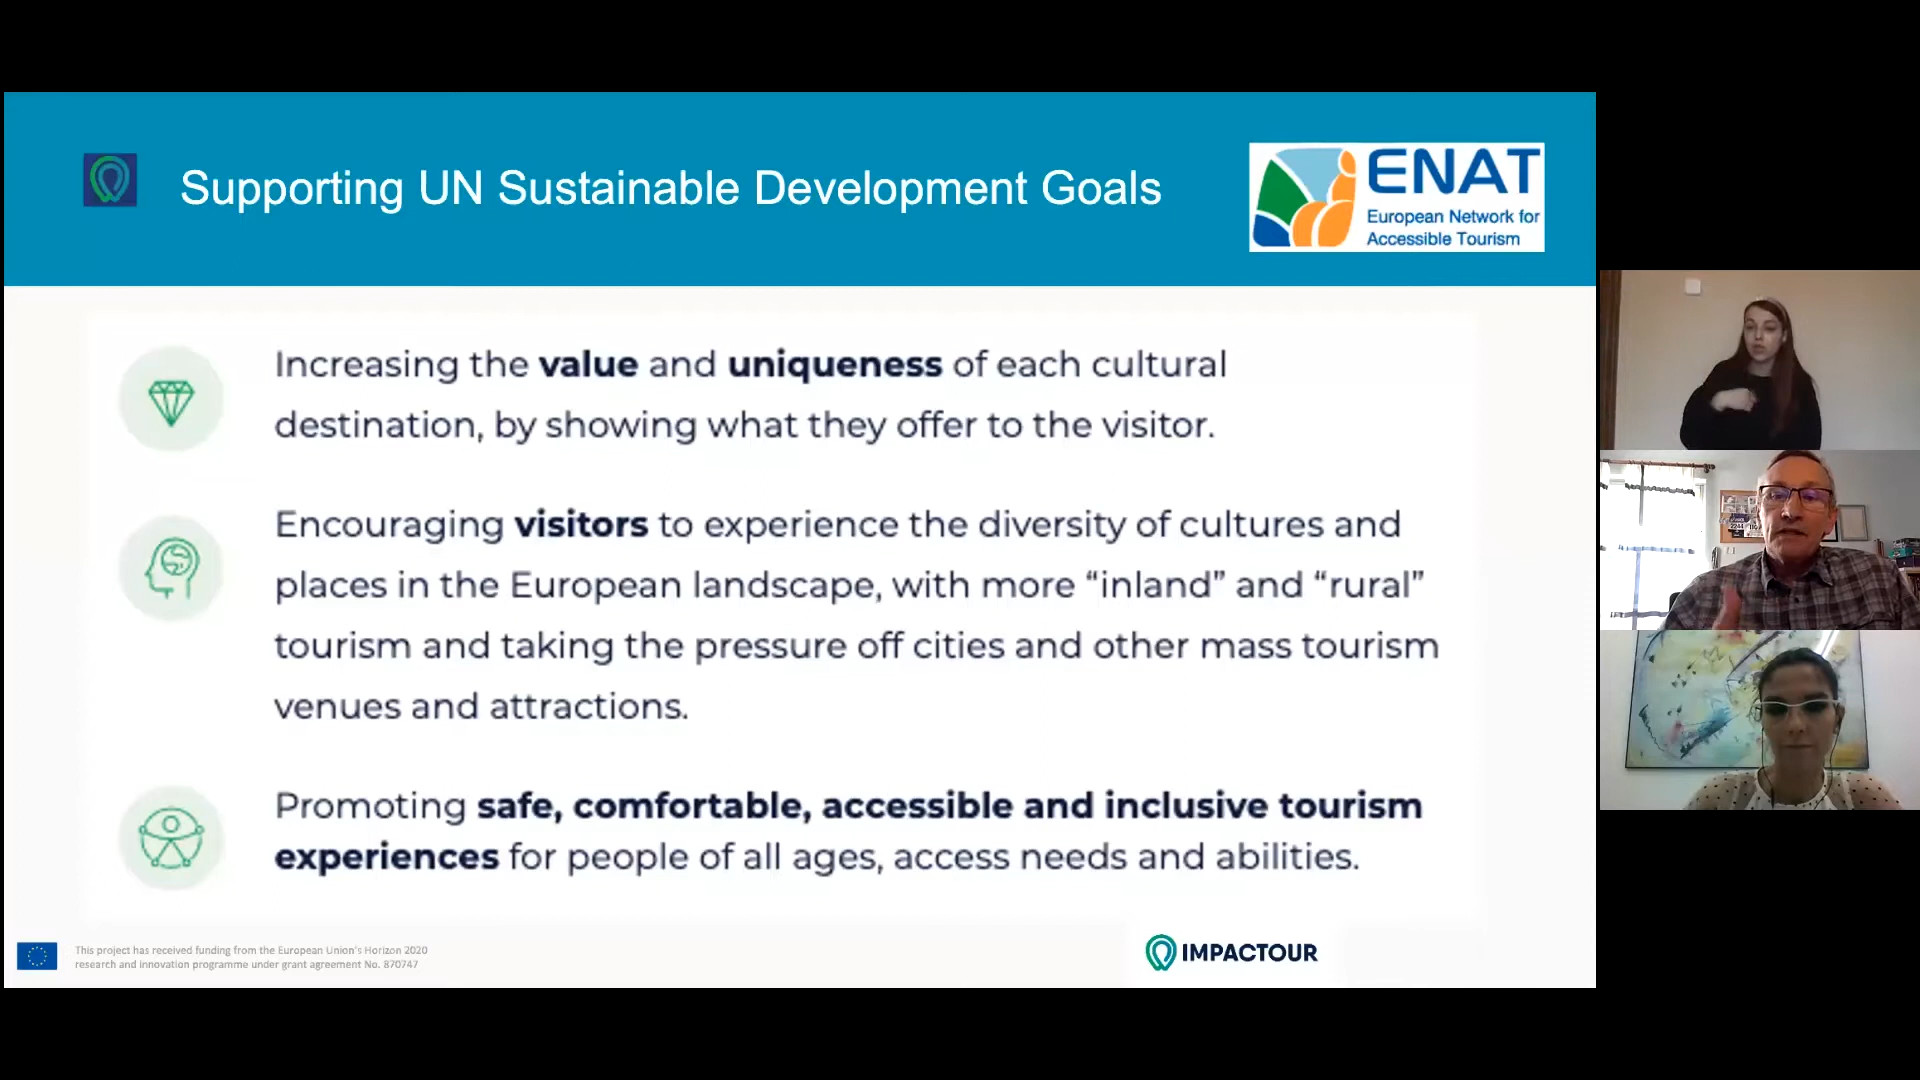 Supporting UN Sustainable Development Goals
ENAT
European Network for
Accessible Tourism
Increasing the value and uniqueness of each cultural
destination, by showing what they offer to the visitor.
Encouraging visitors to experience the diversity of cultures and
places in the European landscape, with more “inland” and “rural”
tourism and taking the pressure off cities and other mass tourism
venues and attractions.
Promoting safe, comfortable, accessible and inclusive tourism
experiences for people of all ages, access needs and abilities.
This project has received funding from the European Union's Horizon 2020
research and innovation programme under grant agreement No. 870747
IMPACTOUR